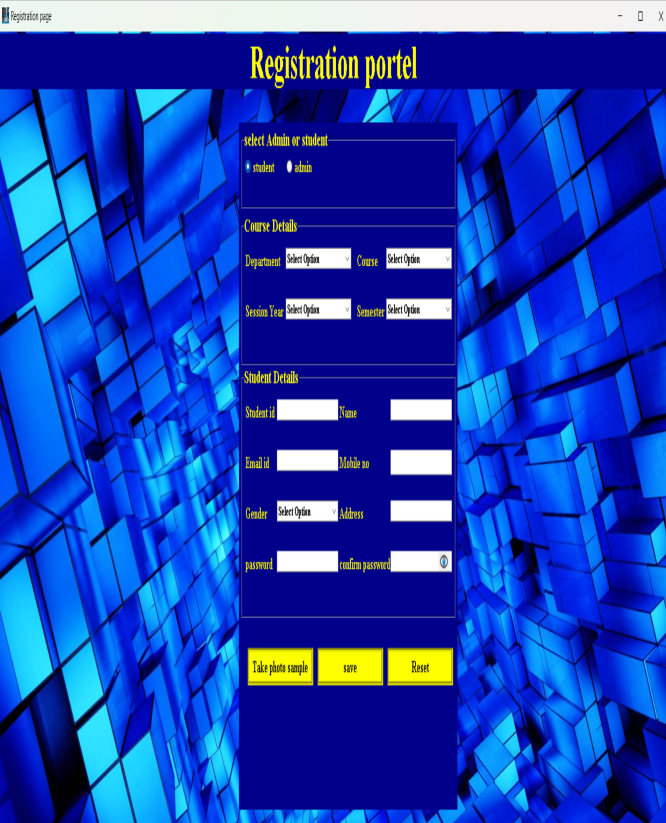 Registration page
Registration portel
select Admin or student
student admin
Course Details
Department Select Option Course Select Option
Session Year Select Option Semester Select Option
Student Details
Student id Name
Email id Mobile no
Gender Select Option Address
password confirm password
Take photo sample save Reset